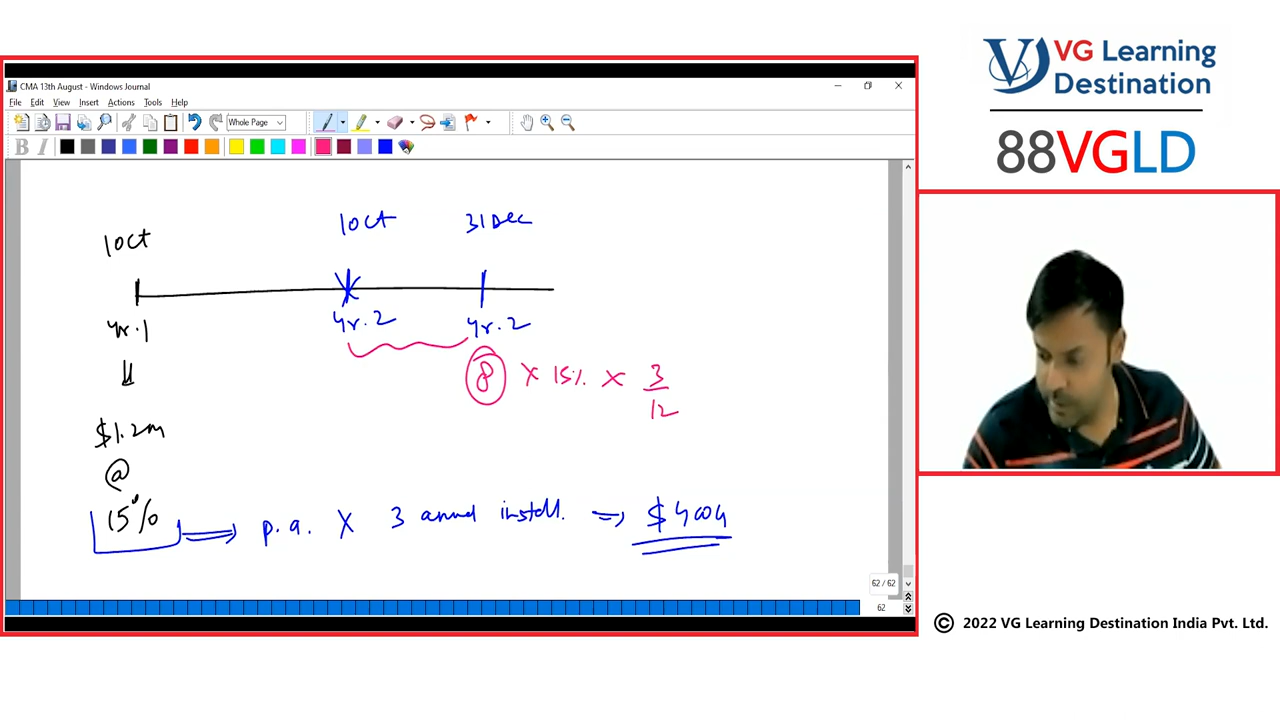 VG Learning
Destination
88VGLD
CMA 13th August - Windows Journal
File Edit View Insert Actions Tools Help
Whole Page
B I
1 Oct 1 Oct 31 Dec
Yr.1 Yr.2 Yr.2
8 X 15% X 3
12
$1.2m
@
15% => p.a. X 3 annual install. =>
62 / 62
62
© 2022 VG Learning Destination India Pvt. Ltd.